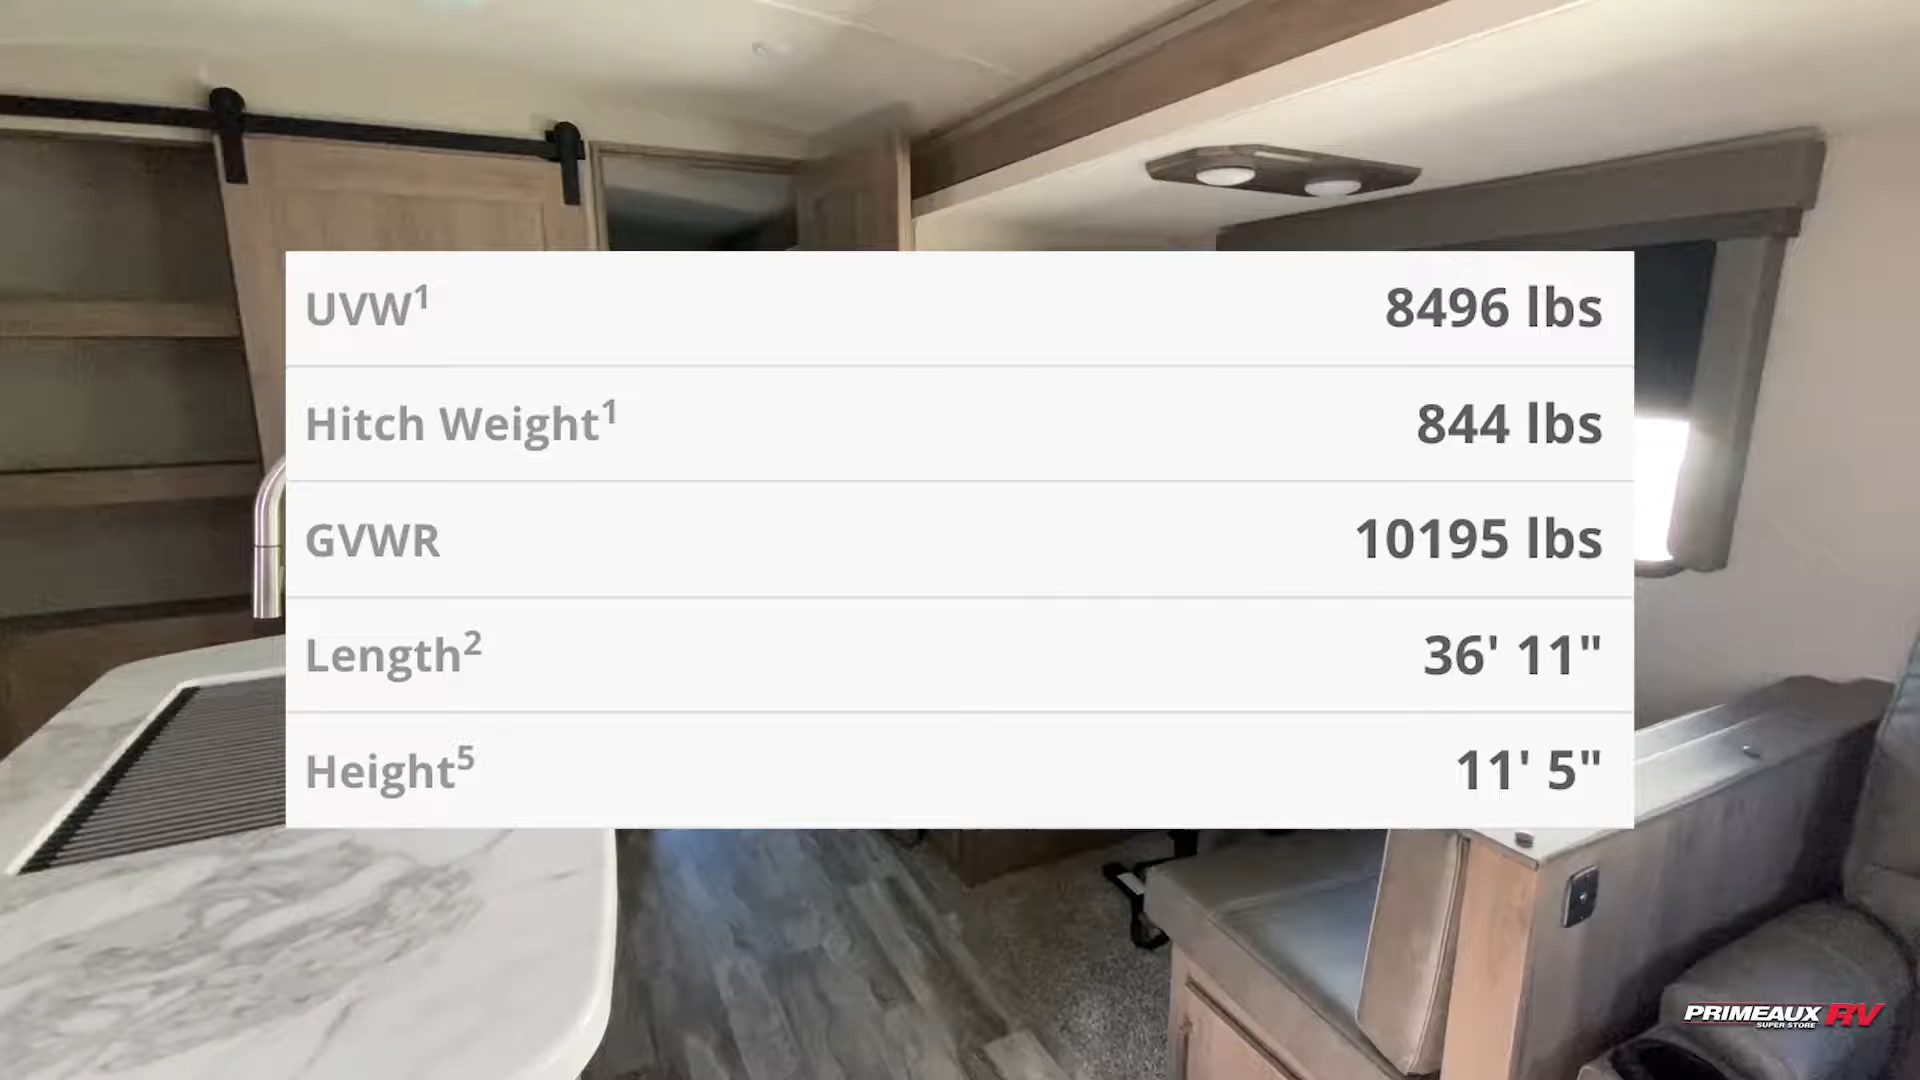 UVW¹ 8496 lbs
Hitch Weight¹ 844 lbs
GVWR 10195 lbs
Length² 36' 11"
Height⁵ 11' 5"
PRIMEAUX RV
SUPER STORE